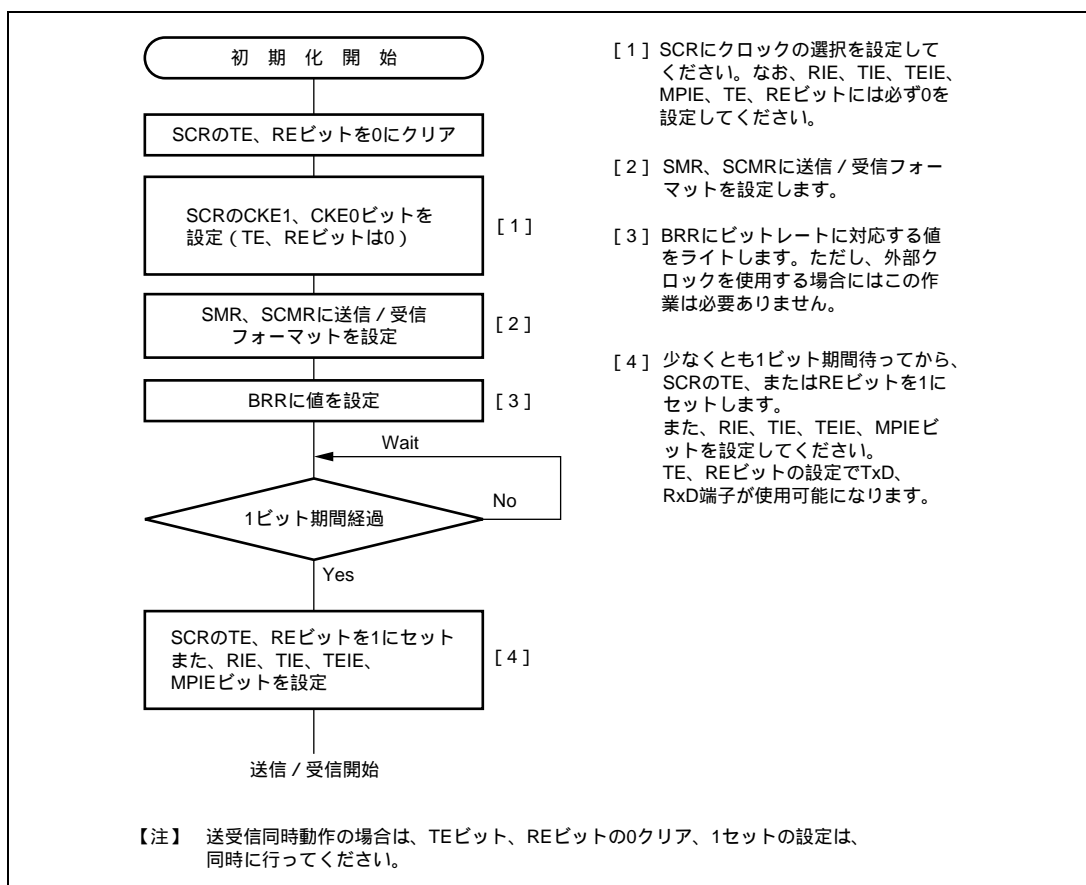 初 期 化 開 始
SCRのTE、REビットを0にクリア
SCRのCKE1、CKE0ビットを
設定（TE、REビットは0）
[ 1 ]
SMR、SCMRに送信 / 受信
フォーマットを設定
[ 2 ]
BRRに値を設定
[ 3 ]
Wait
1ビット期間経過
No
Yes
SCRのTE、REビットを1にセット
また、RIE、TIE、TEIE、
MPIEビットを設定
[ 4 ]
送信 / 受信開始
[ 1 ] SCRにクロックの選択を設定して
ください。なお、RIE、TIE、TEIE、
MPIE、TE、REビットには必ず0を
設定してください。
[ 2 ] SMR、SCMRに送信 / 受信フォー
マットを設定します。
[ 3 ] BRRにビットレートに対応する値
をライトします。ただし、外部ク
ロックを使用する場合にはこの作
業は必要ありません。
[ 4 ] 少なくとも1ビット期間待ってから、
SCRのTE、またはREビットを1に
セットします。
また、RIE、TIE、TEIE、MPIEビ
ットを設定してください。
TE、REビットの設定でTxD、
RxD端子が使用可能になります。
【注】 送受信同時動作の場合は、TEビット、REビットの0クリア、1セットの設定は、
同時に行ってください。